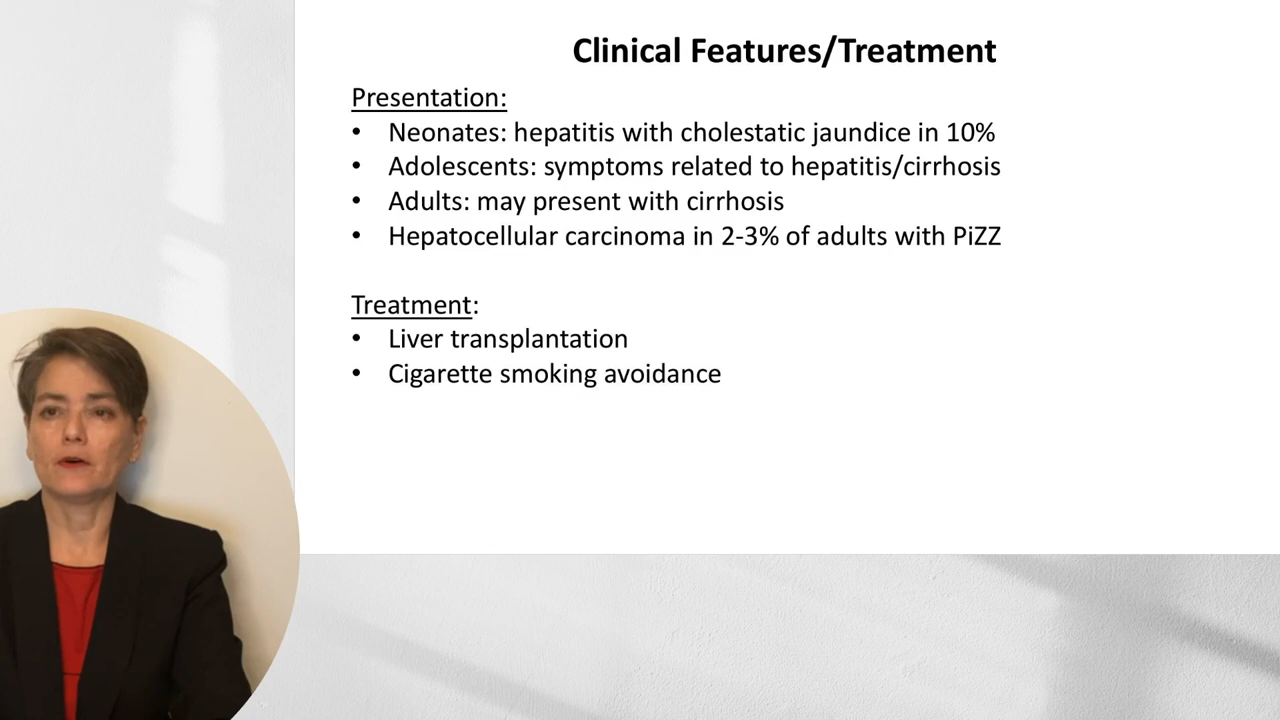 Clinical Features/Treatment
Presentation:
• Neonates: hepatitis with cholestatic jaundice in 10%
• Adolescents: symptoms related to hepatitis/cirrhosis
• Adults: may present with cirrhosis
• Hepatocellular carcinoma in 2-3% of adults with PiZZ
Treatment:
• Liver transplantation
• Cigarette smoking avoidance